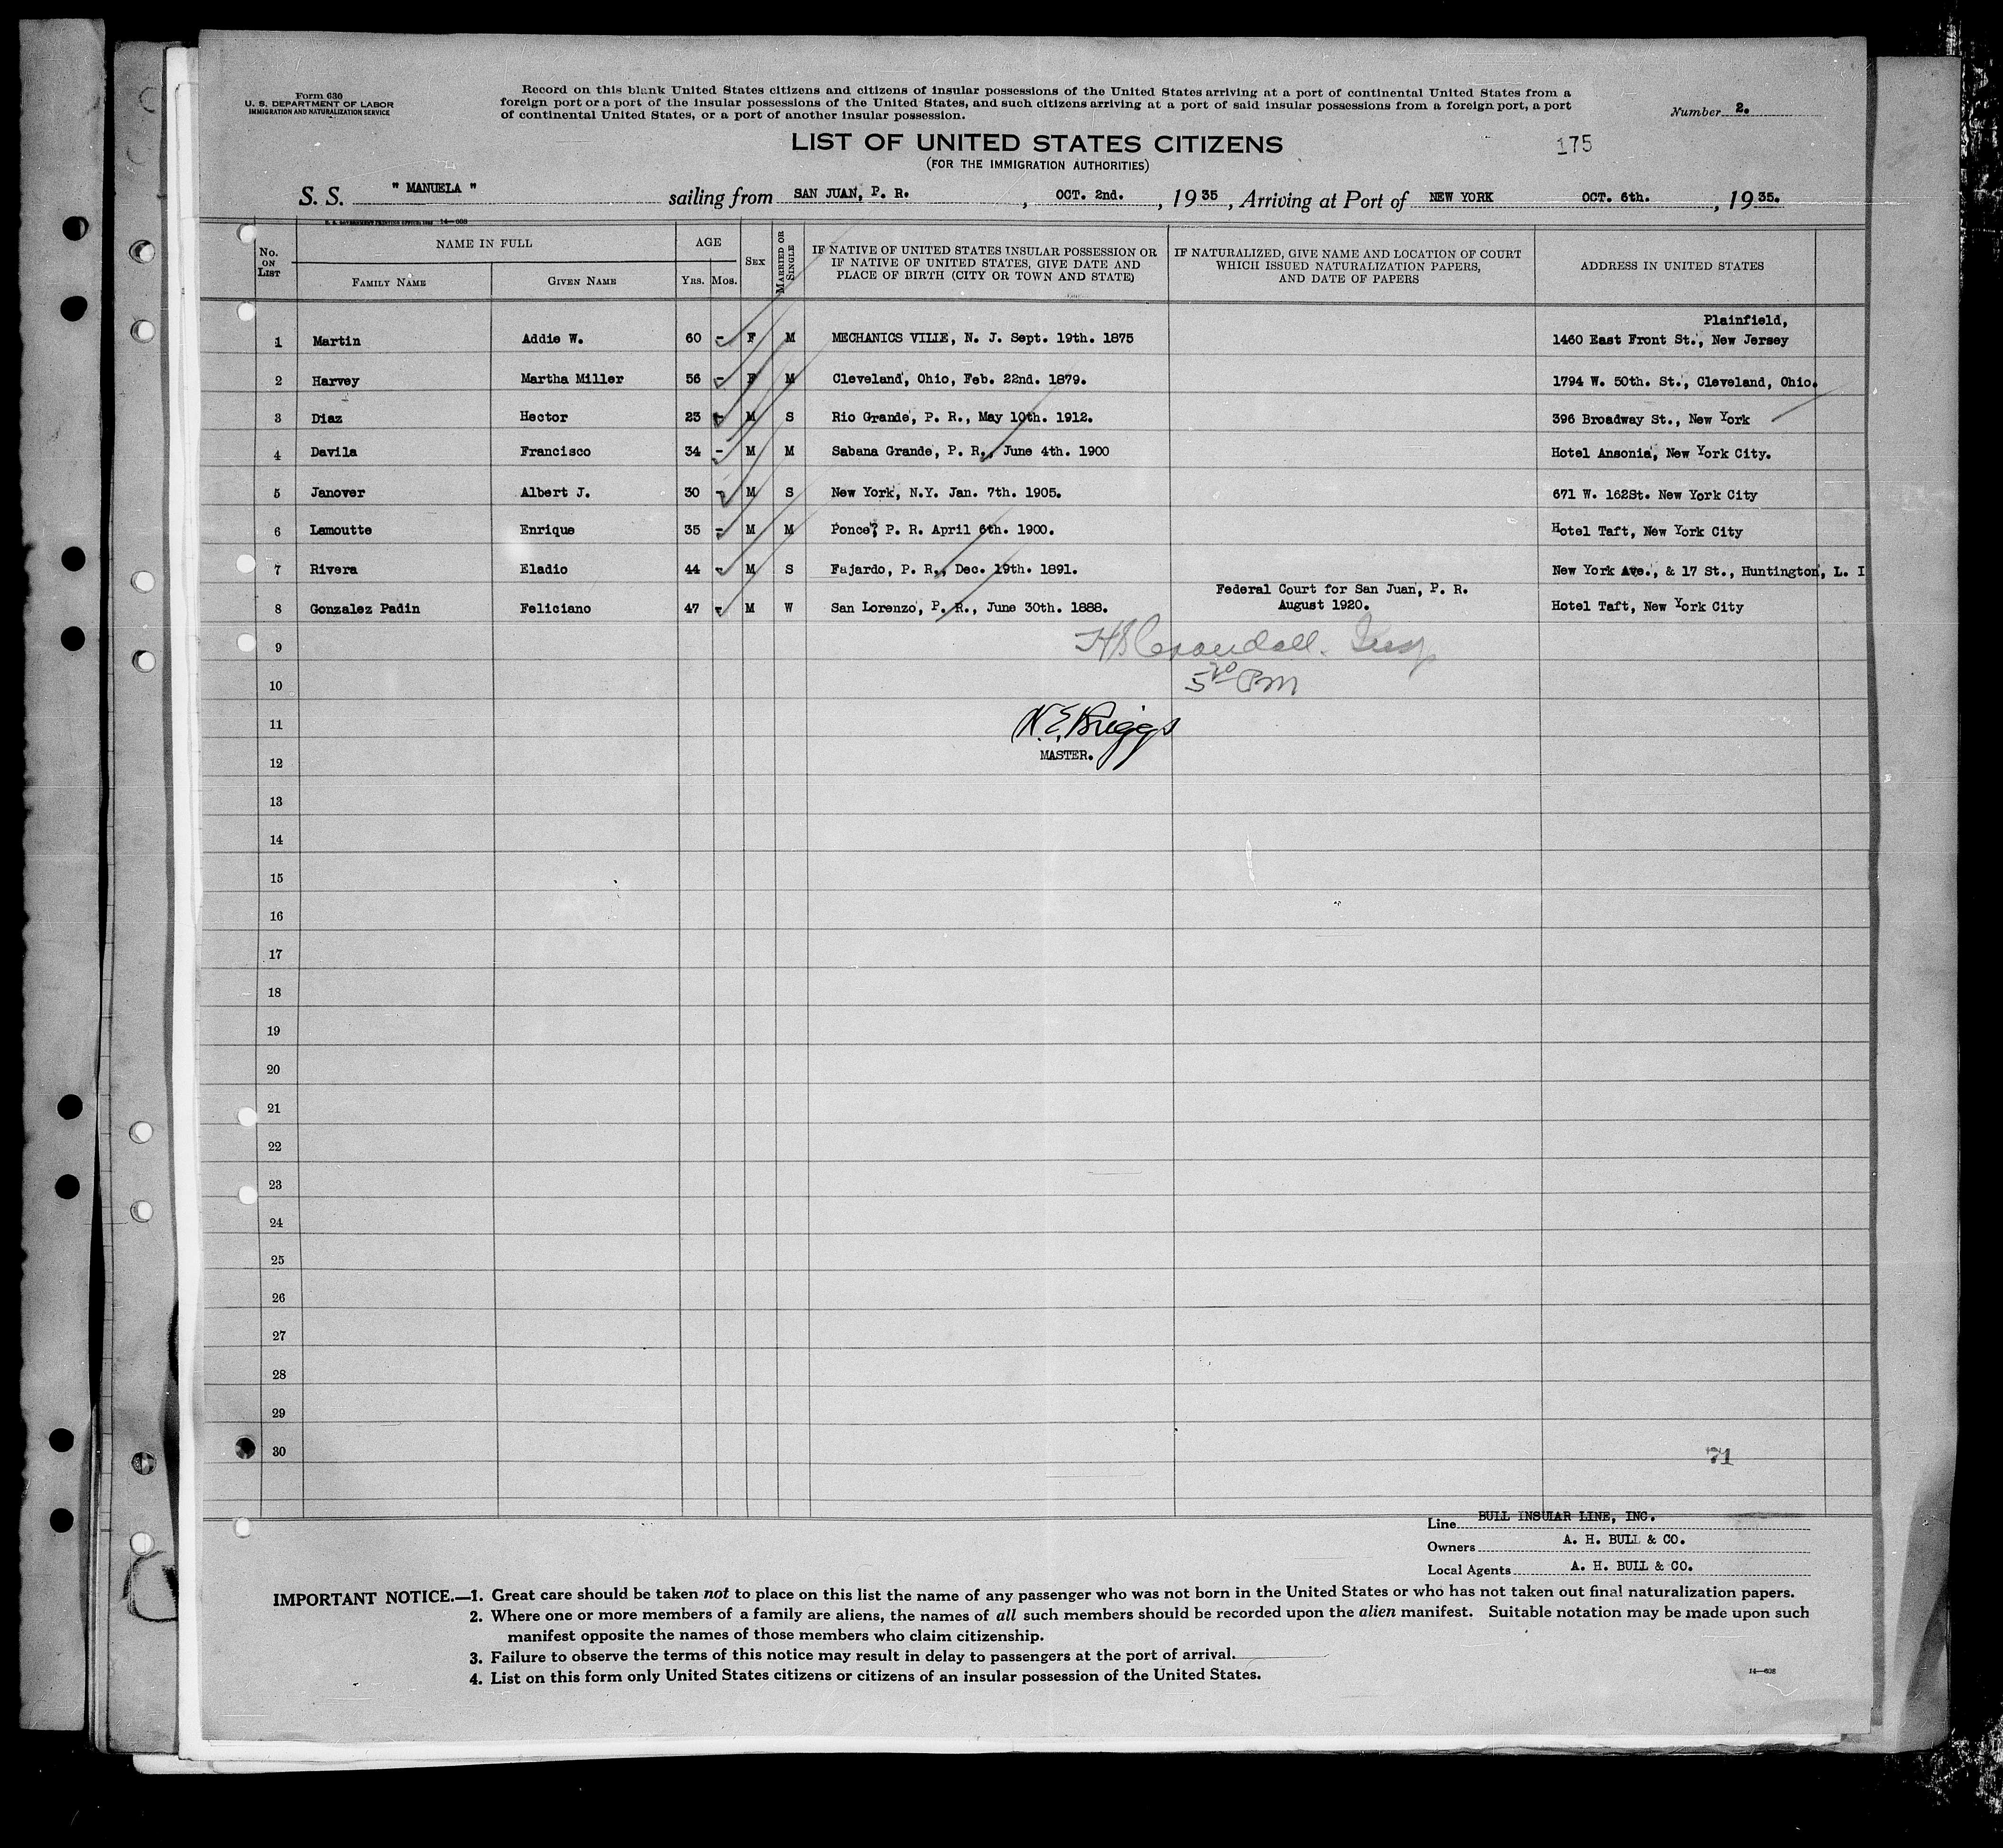 Form 630
U. S. DEPARTMENT OF LABOR
IMMIGRATION AND NATURALIZATION SERVICE
Record on this blank United States citizens and citizens of insular possessions of the United States arriving at a port of continental United States from a
foreign port or a port of the insular possessions of the United States, and such citizens arriving at a port of said insular possessions from a foreign port, a port
of continental United States, or a port of another insular possession.
Number 2.
LIST OF UNITED STATES CITIZENS
175
(FOR THE IMMIGRATION AUTHORITIES)
S. S. " MANUELA " sailing from SAN JUAN, P. R. , OCT. 2nd. , 1935 , Arriving at Port of NEW YORK OCT. 6th. , 1935.
U. S. GOVERNMENT PRINTING OFFICE: 14—608
No. ON LIST
NAME IN FULL
FAMILY NAME
GIVEN NAME
AGE
YRS.
MOS.
SEX
MARRIED OR SINGLE
IF NATIVE OF UNITED STATES INSULAR POSSESSION OR
IF NATIVE OF UNITED STATES, GIVE DATE AND
PLACE OF BIRTH (CITY OR TOWN AND STATE)
IF NATURALIZED, GIVE NAME AND LOCATION OF COURT
WHICH ISSUED NATURALIZATION PAPERS,
AND DATE OF PAPERS
ADDRESS IN UNITED STATES
Plainfield,
1 Martin Addie W. 60 - F M MECHANICS VILLE, N. J. Sept. 19th. 1875 1460 East Front St., New Jersey
2 Harvey Martha Miller 56 - F M Cleveland, Ohio, Feb. 22nd. 1879. 1794 W. 50th. St., Cleveland, Ohio.
3 Diaz Hector 23 M S Rio Grande, P. R., May 10th. 1912. 396 Broadway St., New York
4 Davila Francisco 34 - M M Sabana Grande, P. R., June 4th. 1900 Hotel Ansonia, New York City.
5 Janover Albert J. 30 - M S New York, N.Y. Jan. 7th. 1905. 671 W. 162St. New York City
6 Lamoutte Enrique 35 - M M Ponce, P. R. April 6th. 1900. Hotel Taft, New York City
7 Rivera Eladio 44 - M S Fajardo, P. R., Dec. 19th. 1891. New York Ave., & 17 St., Huntington, L. I
Federal Court for San Juan, P. R.
8 Gonzalez Padin Feliciano 47 - M W San Lorenzo, P. R., June 30th. 1888. August 1920. Hotel Taft, New York City
9 H B Crandall. Insp
10 5 20 PM
11 N. E. Briggs
12 MASTER.
13
14
15
16
17
18
19
20
21
22
23
24
25
26
27
28
29
30
71
Line BULL INSULAR LINE, INC.
Owners A. H. BULL & CO.
Local Agents A. H. BULL & CO.
IMPORTANT NOTICE.—1. Great care should be taken not to place on this list the name of any passenger who was not born in the United States or who has not taken out final naturalization papers.
2. Where one or more members of a family are aliens, the names of all such members should be recorded upon the alien manifest. Suitable notation may be made upon such
manifest opposite the names of those members who claim citizenship.
3. Failure to observe the terms of this notice may result in delay to passengers at the port of arrival.
4. List on this form only United States citizens or citizens of an insular possession of the United States.
14—608